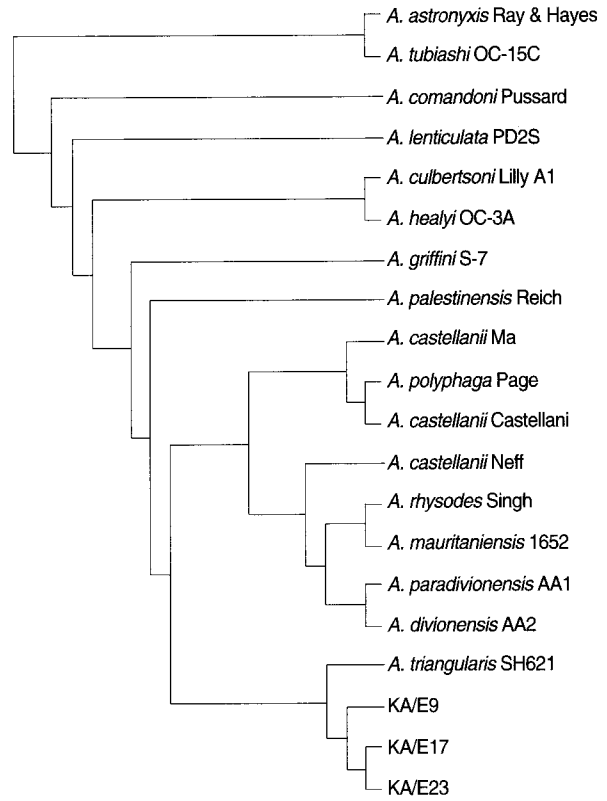 A. astronyxis Ray & Hayes
A. tubiashi OC-15C
A. comandoni Pussard
A. lenticulata PD2S
A. culbertsoni Lilly A1
A. healyi OC-3A
A. griffini S-7
A. palestinensis Reich
A. castellanii Ma
A. polyphaga Page
A. castellanii Castellani
A. castellanii Neff
A. rhysodes Singh
A. mauritaniensis 1652
A. paradivionensis AA1
A. divionensis AA2
A. triangularis SH621
KA/E9
KA/E17
KA/E23